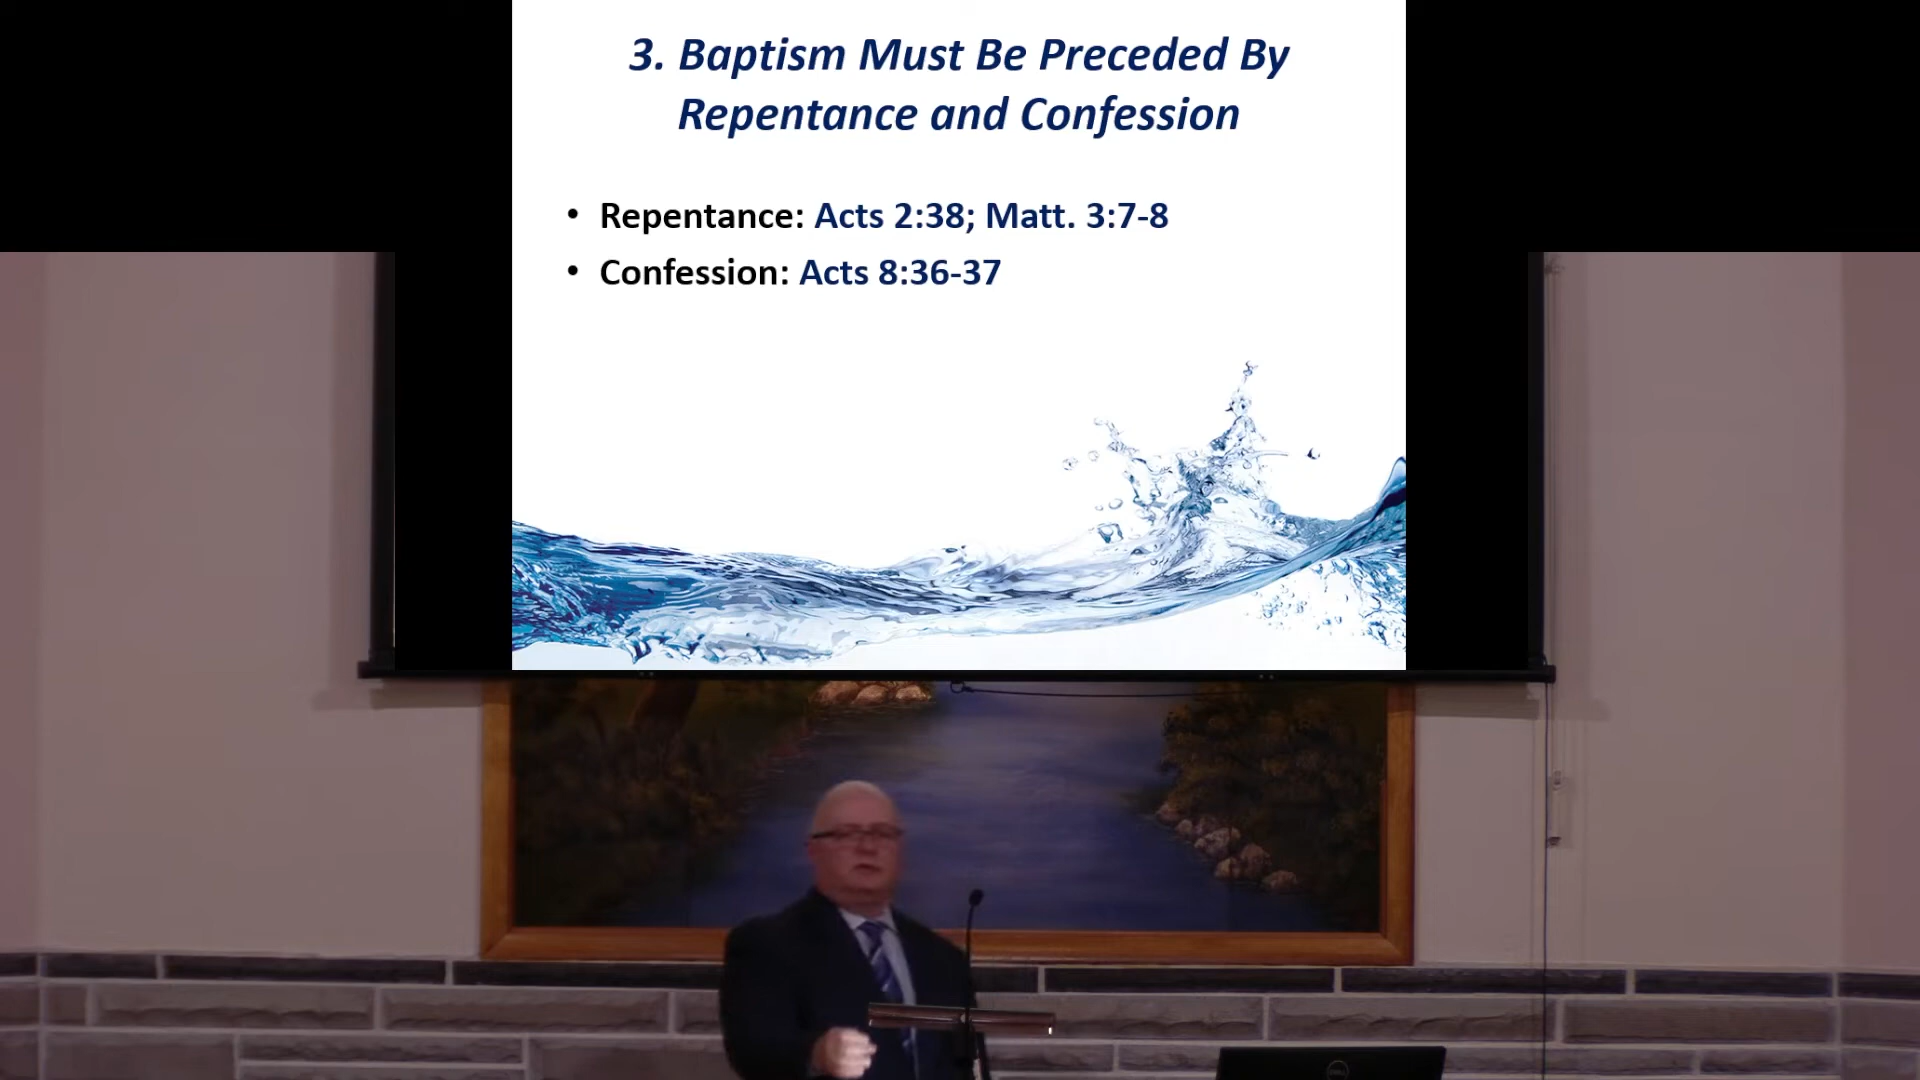 3. Baptism Must Be Preceded By
Repentance and Confession
• Repentance: Acts 2:38; Matt. 3:7-8
• Confession: Acts 8:36-37